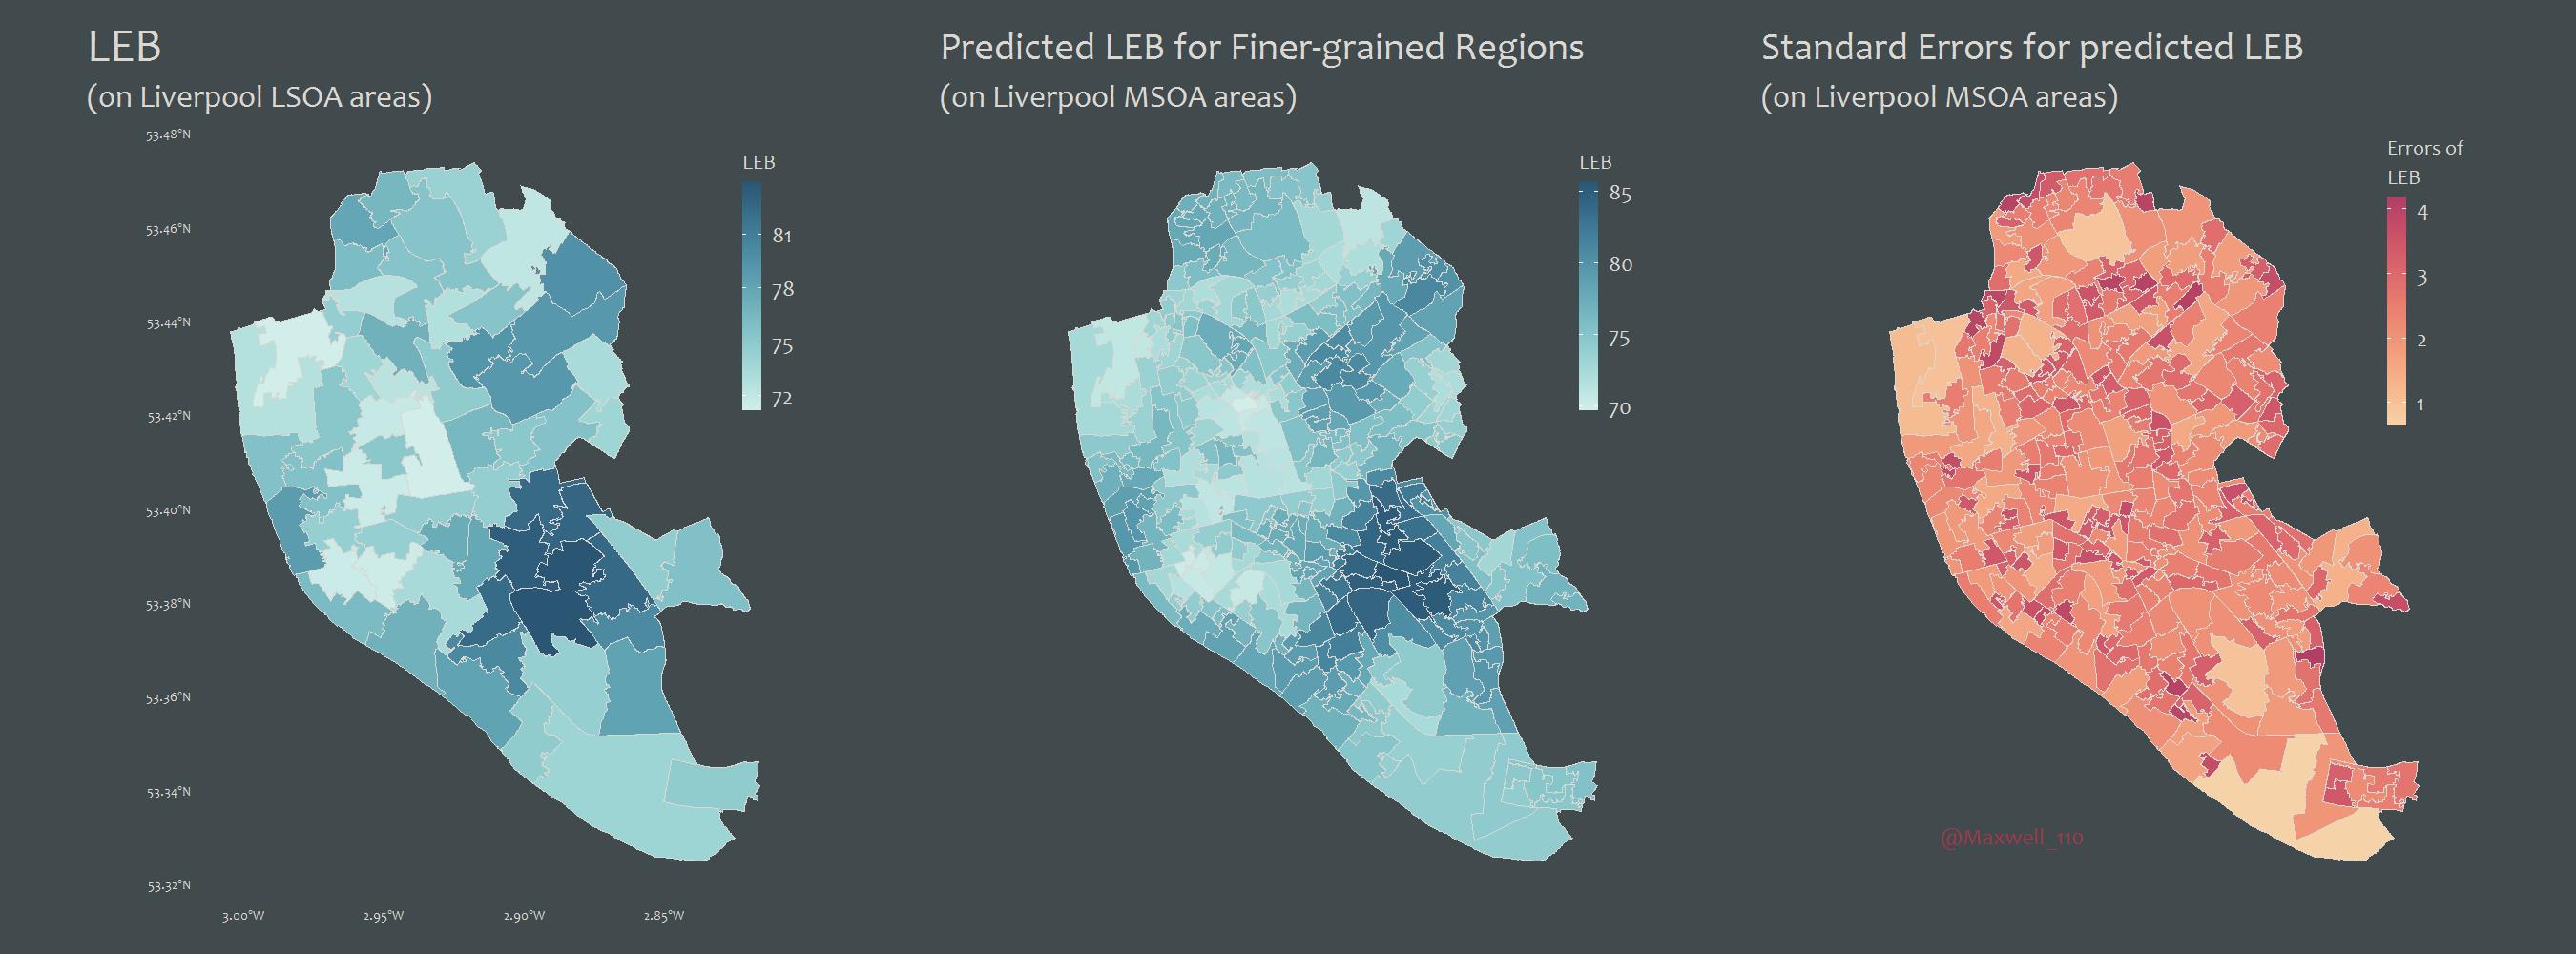 LEB
(on Liverpool LSOA areas)
53.48°N
53.46°N
53.44°N
53.42°N
53.40°N
53.38°N
53.36°N
53.34°N
53.32°N
3.00°W
2.95°W
2.90°W
2.85°W
LEB
81
78
75
72
Predicted LEB for Finer-grained Regions
(on Liverpool MSOA areas)
LEB
85
80
75
70
Standard Errors for predicted LEB
(on Liverpool MSOA areas)
Errors of
LEB
4
3
2
1
@Maxwell_110